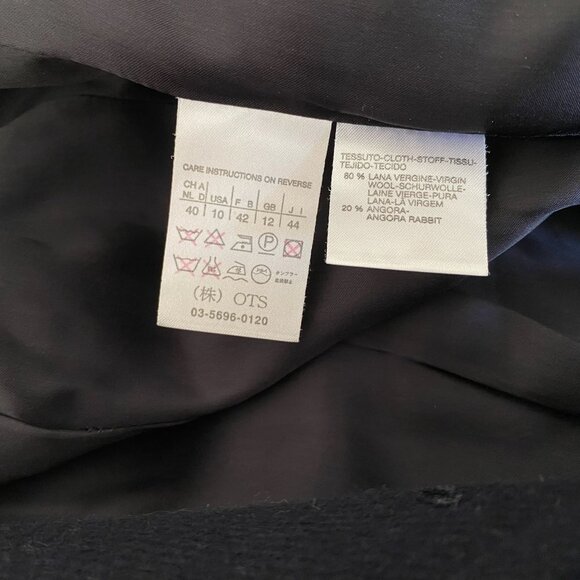 CARE INSTRUCTIONS ON REVERSE
CH A
NL D USA F B GB J I
40 10 42 12 44
P
(株) OTS
03-5696-0120
TESSUTO-CLOTH-STOFF-TISSU-
TEJIDO-TECIDO
80 % LANA VERGINE-VIRGIN
WOOL-SCHURWOLLE-
LAINE VIERGE-PURA
LANA-LÀ VIRGEM
20 % ANGORA-
ANGORA RABBIT